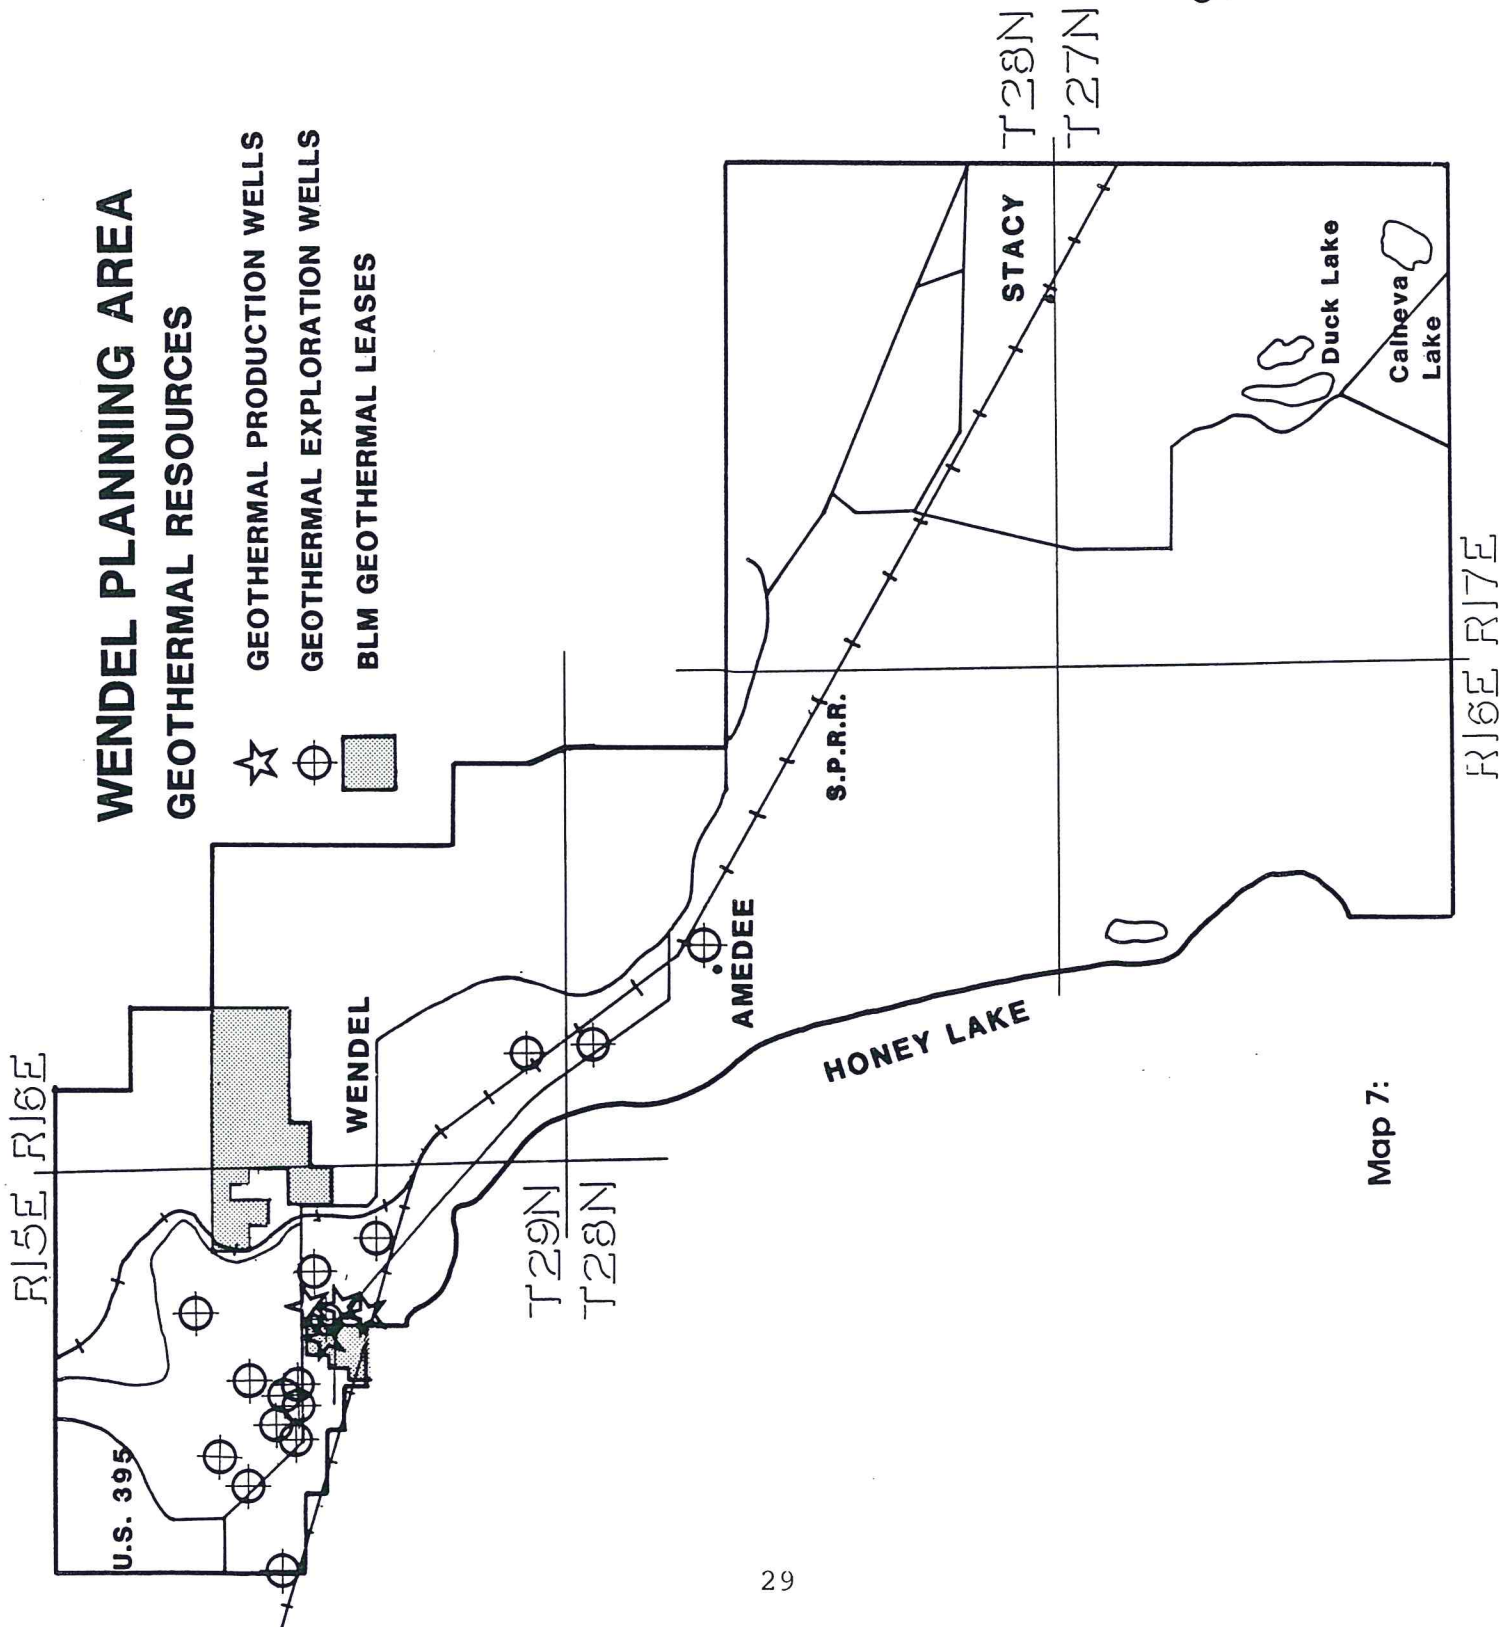 WENDEL PLANNING AREA
GEOTHERMAL RESOURCES
GEOTHERMAL PRODUCTION WELLS
GEOTHERMAL EXPLORATION WELLS
BLM GEOTHERMAL LEASES
R15E R16E
U.S. 395
WENDEL
T29N
T28N
AMEDEE
HONEY LAKE
S.P.R.R.
STACY
T28N
T27N
Duck Lake
Calneva
Lake
R16E R17E
Map 7:
29